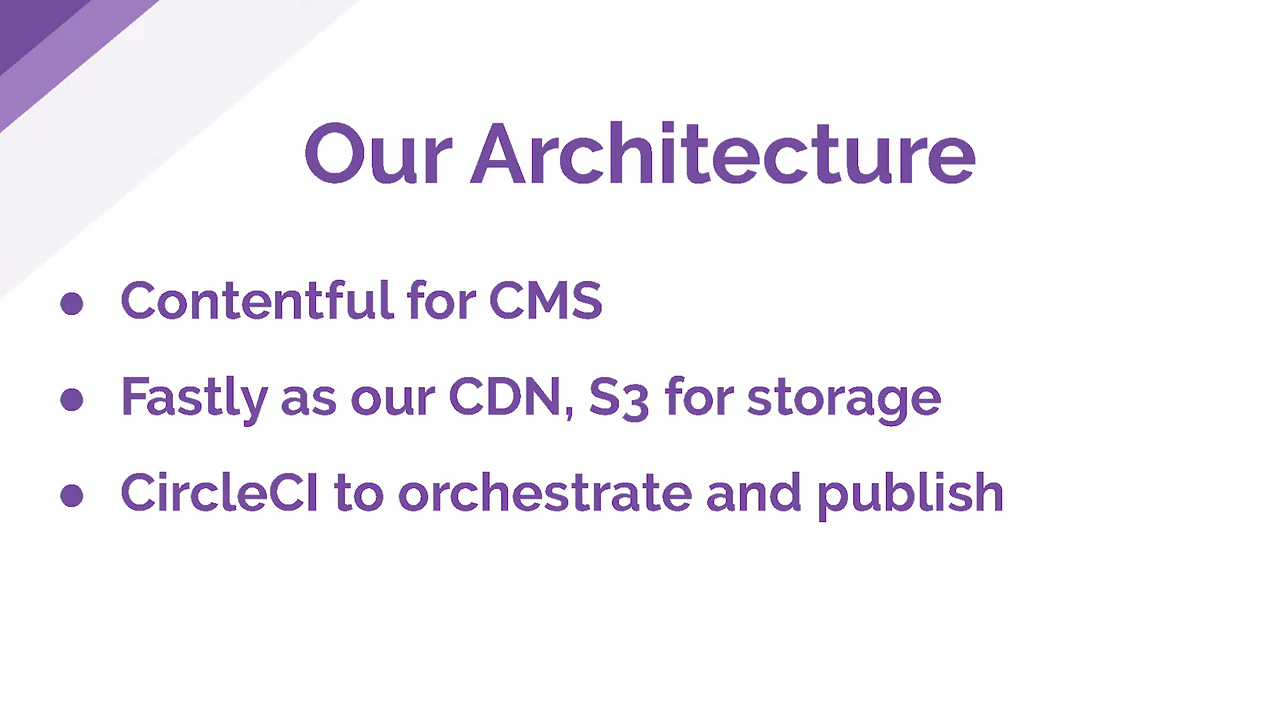 Our Architecture
● Contentful for CMS
● Fastly as our CDN, S3 for storage
● CircleCI to orchestrate and publish